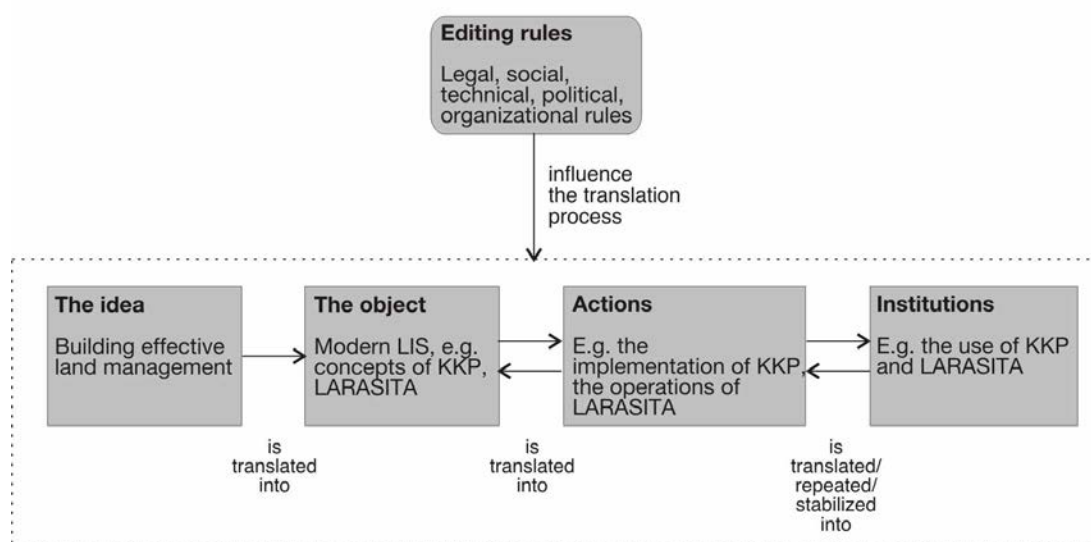 Editing rules
Legal, social,
technical, political,
organizational rules
influence
the translation
process
The idea
Building effective
land management
The object
Modern LIS, e.g.
concepts of KKP,
LARASITA
Actions
E.g. the
implementation of KKP,
the operations of
LARASITA
Institutions
E.g. the use of KKP
and LARASITA
is
translated
into
is
translated
into
is
translated/
repeated/
stabilized
into